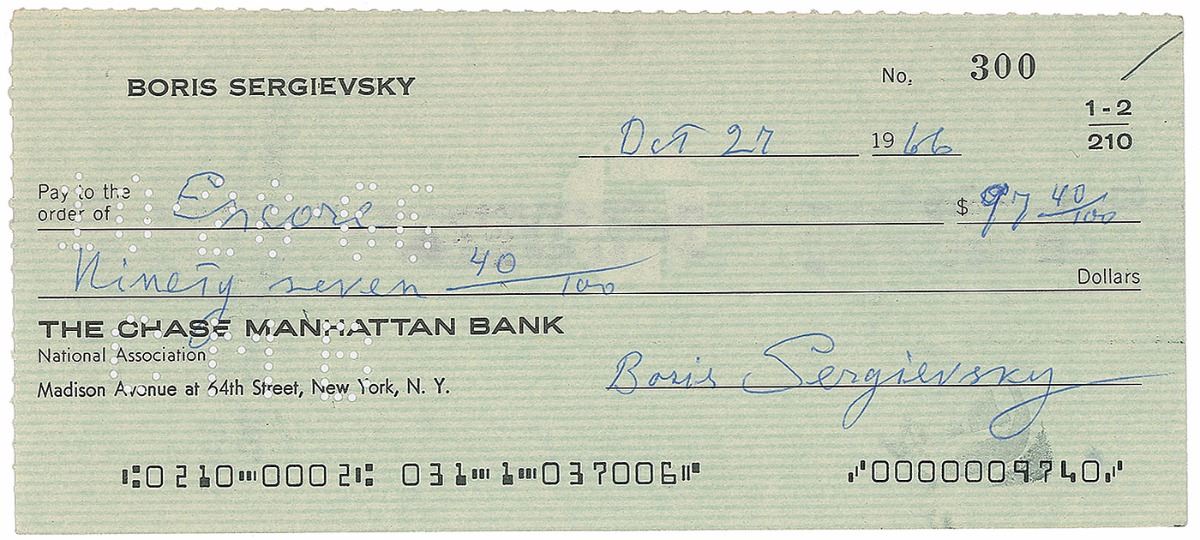 BORIS SERGIEVSKY
No. 300
1-2
210
Oct 27 1966
Pay to the
order of Encore $ 97 40/100
Ninety seven 40/100 Dollars
THE CHASE MANHATTAN BANK
National Association
Madison Avenue at 64th Street, New York, N. Y.
Boris Sergievsky
⑆0210⑉0002⑆ 031⑉1⑉037006⑈ ⑇0000009740⑇